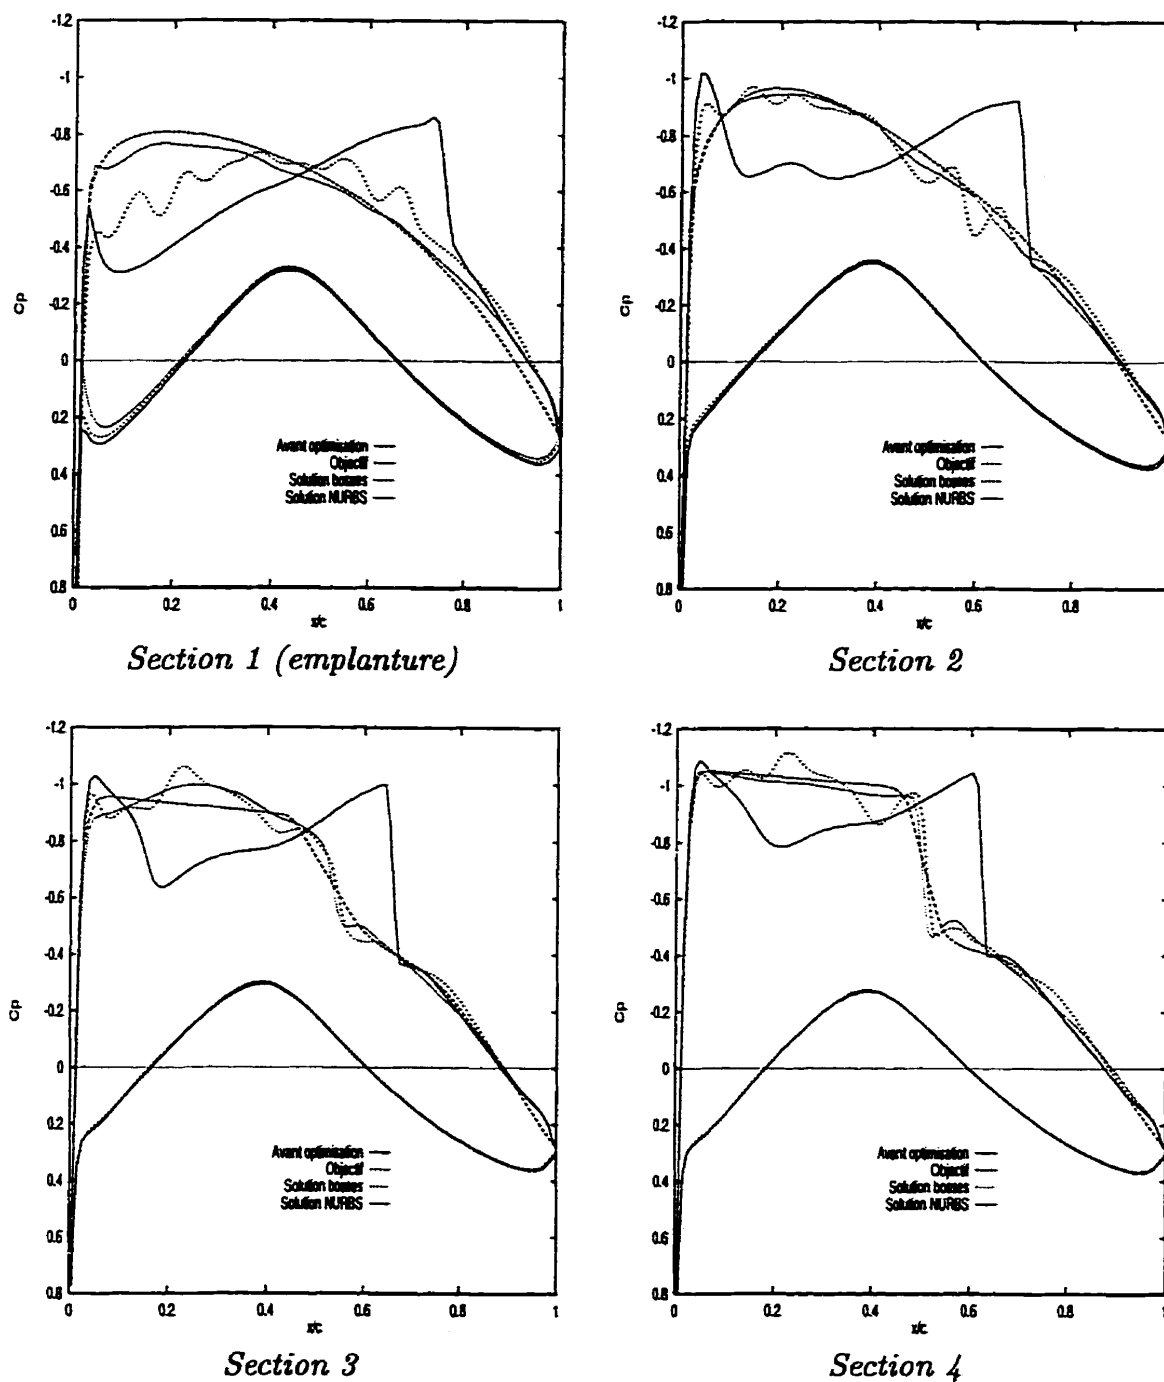 -1.2
-1
-0.8
-0.6
-0.4
-0.2
0
0.2
0.4
0.6
0.8
Cp
0 0.2 0.4 0.6 0.8 1
x/c
Avant optimisation
Objectif
Solution bosses
Solution NURBS
Section 1 (emplanture)
-1.2
-1
-0.8
-0.6
-0.4
-0.2
0
0.2
0.4
0.6
0.8
Cp
0 0.2 0.4 0.6 0.8
x/c
Avant optimisation
Objectif
Solution bosses
Solution NURBS
Section 2
-1.2
-1
-0.8
-0.6
-0.4
-0.2
0
0.2
0.4
0.6
0.8
Cp
0 0.2 0.4 0.6 0.8 1
x/c
Avant optimisation
Objectif
Solution bosses
Solution NURBS
Section 3
-1.2
-1
-0.8
-0.6
-0.4
-0.2
0
0.2
0.4
0.6
0.8
Cp
0 0.2 0.4 0.6 0.8 1
x/c
Avant optimisation
Objectif
Solution bosses
Solution NURBS
Section 4